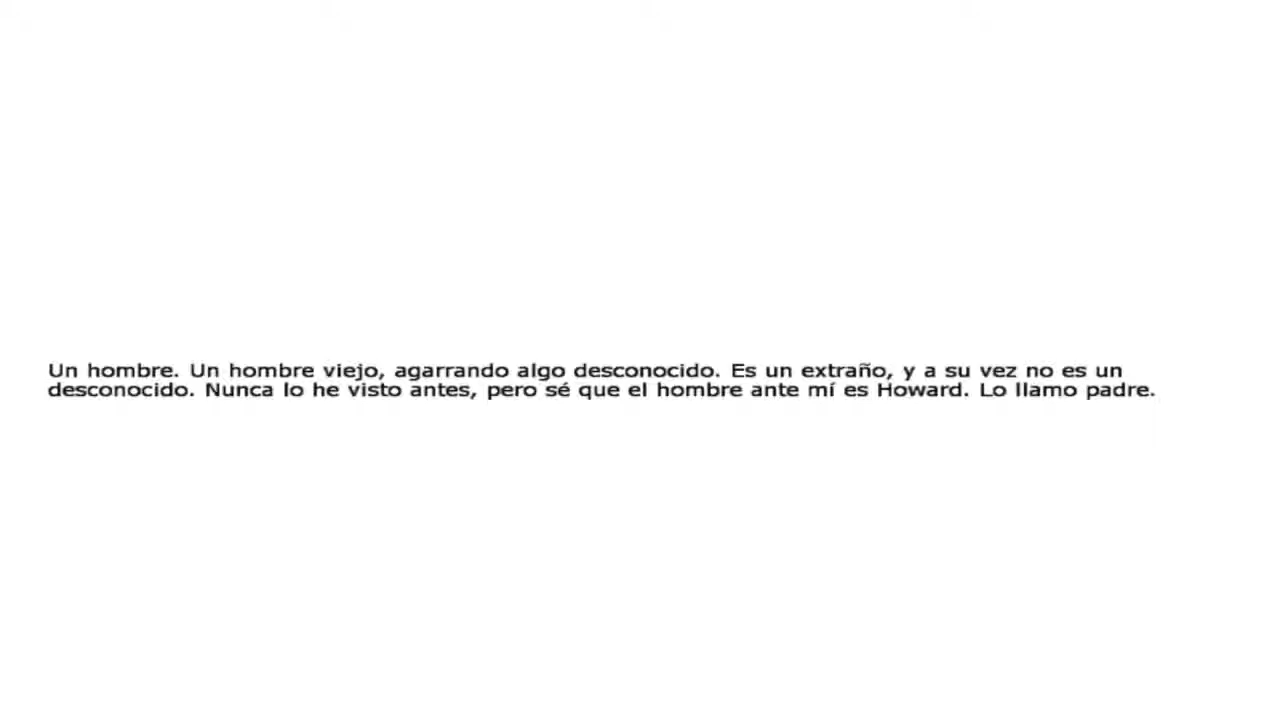 Un hombre. Un hombre viejo, agarrando algo desconocido. Es un extraño, y a su vez no es un
desconocido. Nunca lo he visto antes, pero sé que el hombre ante mí es Howard. Lo llamo padre.